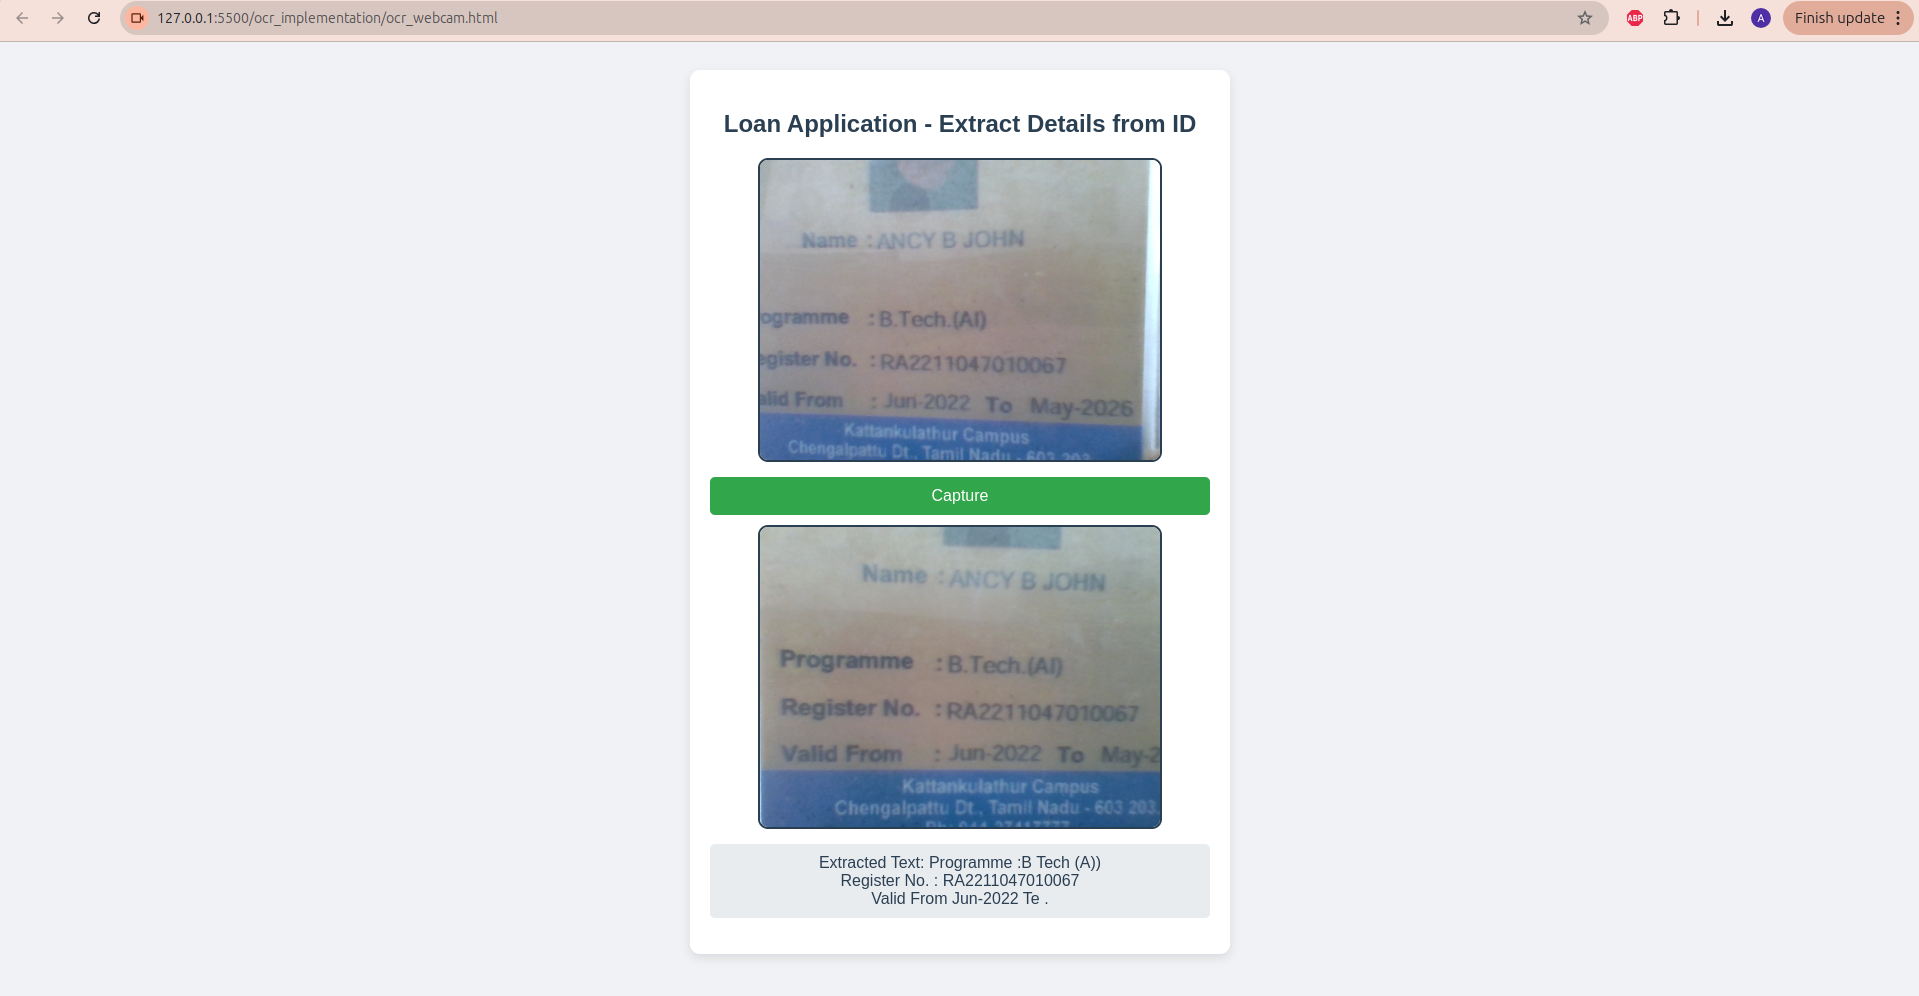 127.0.0.1:5500/ocr_implementation/ocr_webcam.html
ABP
A
Finish update
Loan Application - Extract Details from ID
Name : ANCY B JOHN
ogramme : B.Tech.(AI)
egister No. : RA2211047010067
alid From : Jun-2022 To May-2026
Kattankulathur Campus
Chengalpattu Dt., Tamil Nadu - 603 203
Capture
Name : ANCY B JOHN
Programme : B.Tech.(AI)
Register No. : RA2211047010067
Valid From : Jun-2022 To May-2
Kattankulathur Campus
Chengalpattu Dt., Tamil Nadu - 603 203.
Extracted Text: Programme :B Tech (A))
Register No. : RA2211047010067
Valid From Jun-2022 Te .